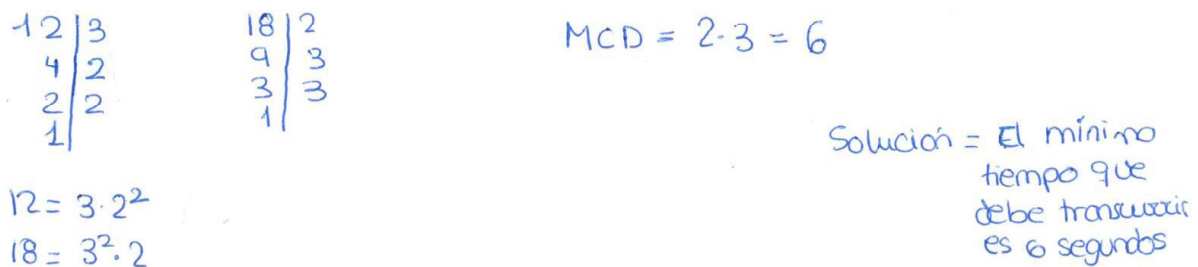 12|3
4|2
2|2
1|
18|2
9|3
3|3
1|
MCD = 2·3 = 6
12 = 3·2²
18 = 3²·2
Solución = El mínimo
tiempo que
debe transcurrir
es 6 segundos